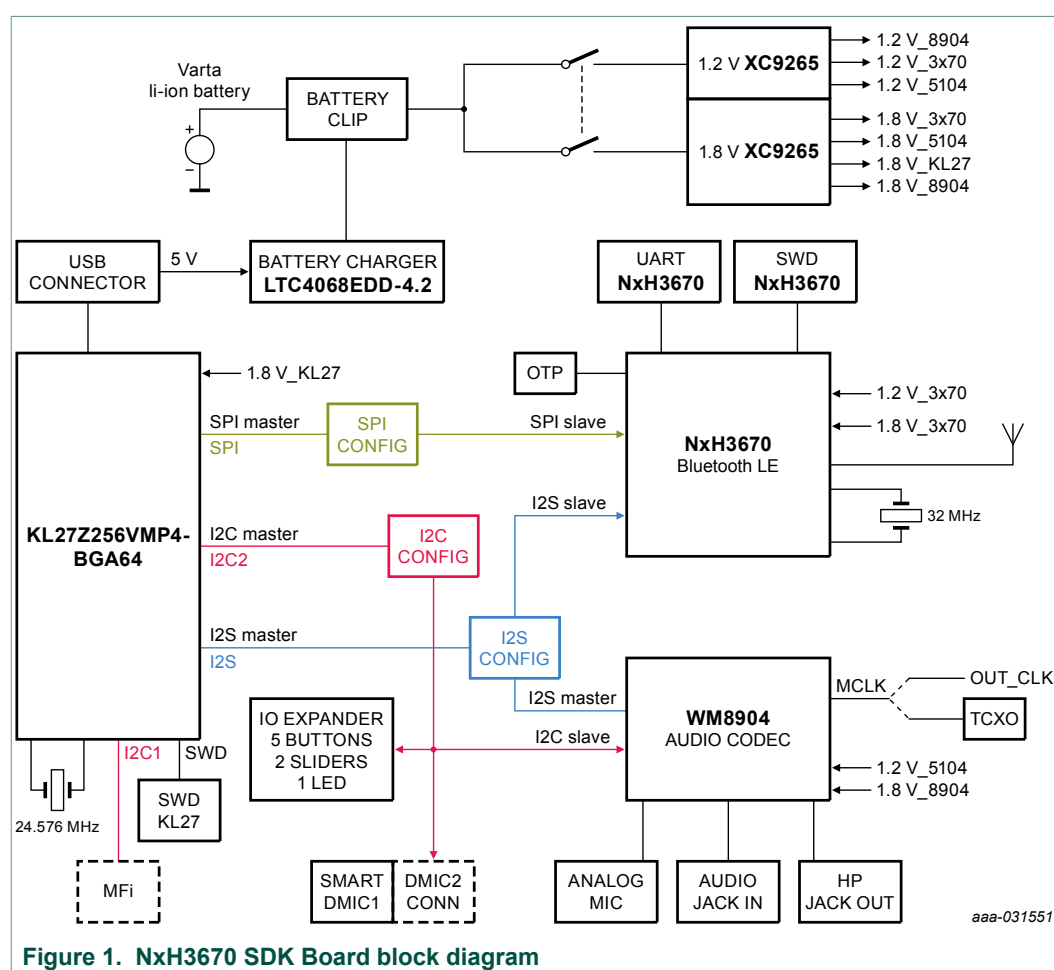 Varta
li-ion battery
+
−
BATTERY
CLIP
1.2 V XC9265
1.2 V_8904
1.2 V_3x70
1.2 V_5104
1.8 V XC9265
1.8 V_3x70
1.8 V_5104
1.8 V_KL27
1.8 V_8904
USB
CONNECTOR
5 V
BATTERY CHARGER
LTC4068EDD-4.2
UART
NxH3670
SWD
NxH3670
KL27Z256VMP4-
BGA64
1.8 V_KL27
OTP
SPI master
SPI
SPI
CONFIG
SPI slave
NxH3670
Bluetooth LE
1.2 V_3x70
1.8 V_3x70
32 MHz
I2C master
I2C2
I2C
CONFIG
I2S slave
I2S master
I2S
I2S
CONFIG
I2S master
WM8904
AUDIO CODEC
MCLK
OUT_CLK
TCXO
1.2 V_5104
1.8 V_8904
IO EXPANDER
5 BUTTONS
2 SLIDERS
1 LED
I2C slave
24.576 MHz
I2C1
SWD
SWD
KL27
MFi
SMART
DMIC1
DMIC2
CONN
ANALOG
MIC
AUDIO
JACK IN
HP
JACK OUT
aaa-031551
Figure 1. NxH3670 SDK Board block diagram